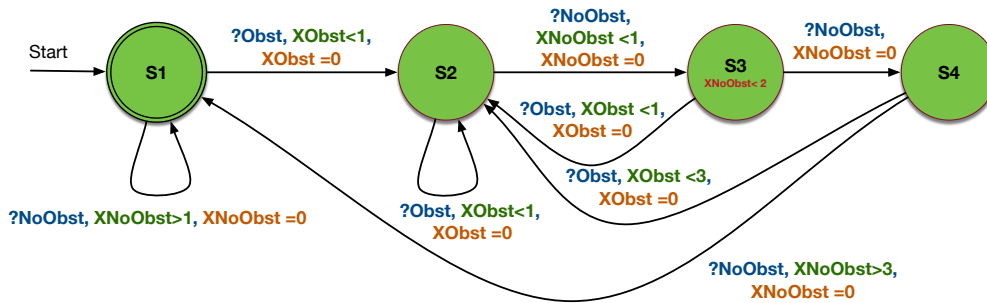 Start
S1
?Obst, XObst<1,
XObst =0
S2
?NoObst,
XNoObst <1,
XNoObst =0
S3
XNoObst< 2
?NoObst,
XNoObst =0
S4
?Obst, XObst <1,
XObst =0
?Obst, XObst <3,
XObst =0
?NoObst, XNoObst>1, XNoObst =0
?Obst, XObst<1,
XObst =0
?NoObst, XNoObst>3,
XNoObst =0